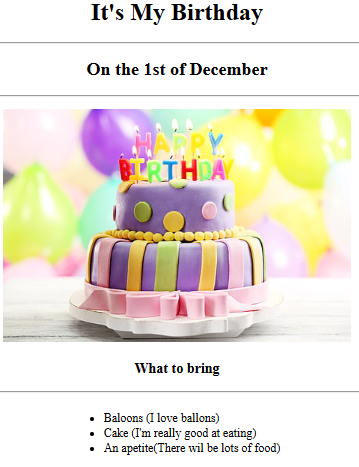 It's My Birthday
On the 1st of December
HAPPY
BIRTHDAY
What to bring
Baloons (I love ballons)
Cake (I'm really good at eating)
An apetite(There wil be lots of food)